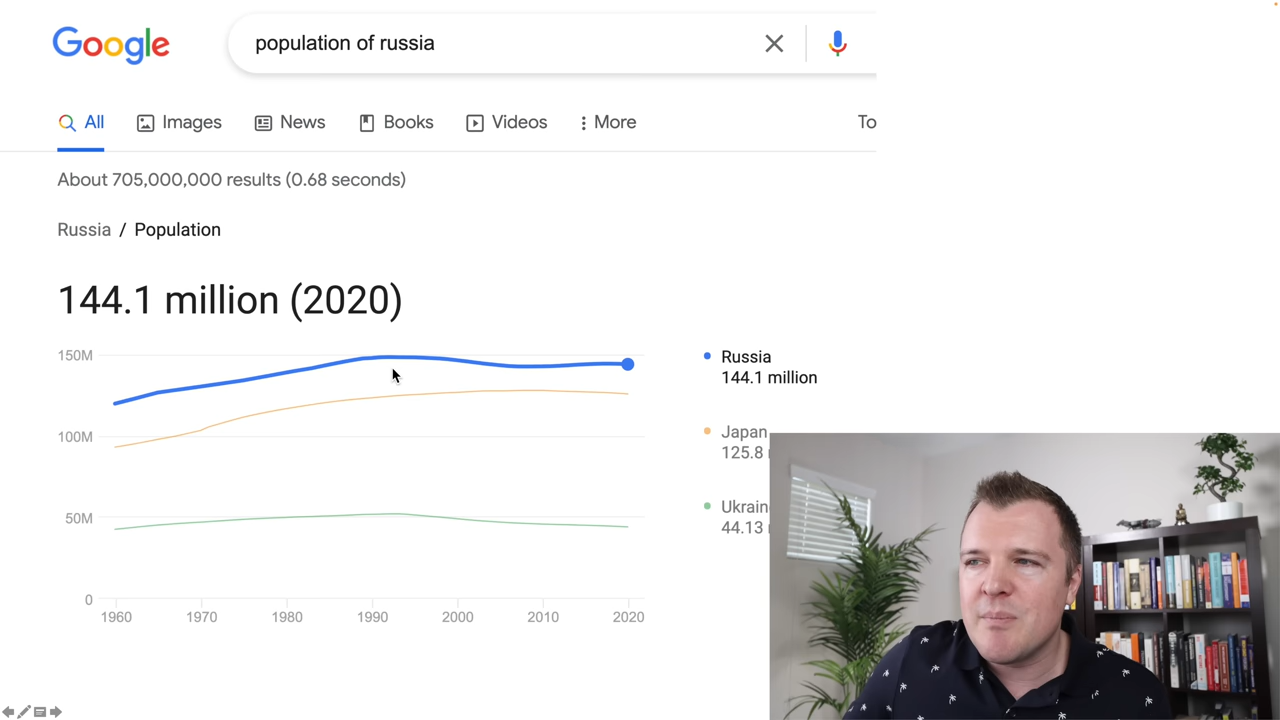 Google
population of russia
All
Images
News
Books
Videos
More
To
About 705,000,000 results (0.68 seconds)
Russia / Population
144.1 million (2020)
150M
100M
50M
0
1960 1970 1980 1990 2000 2010 2020
Russia
144.1 million
Japan
125.8
Ukrain
44.13